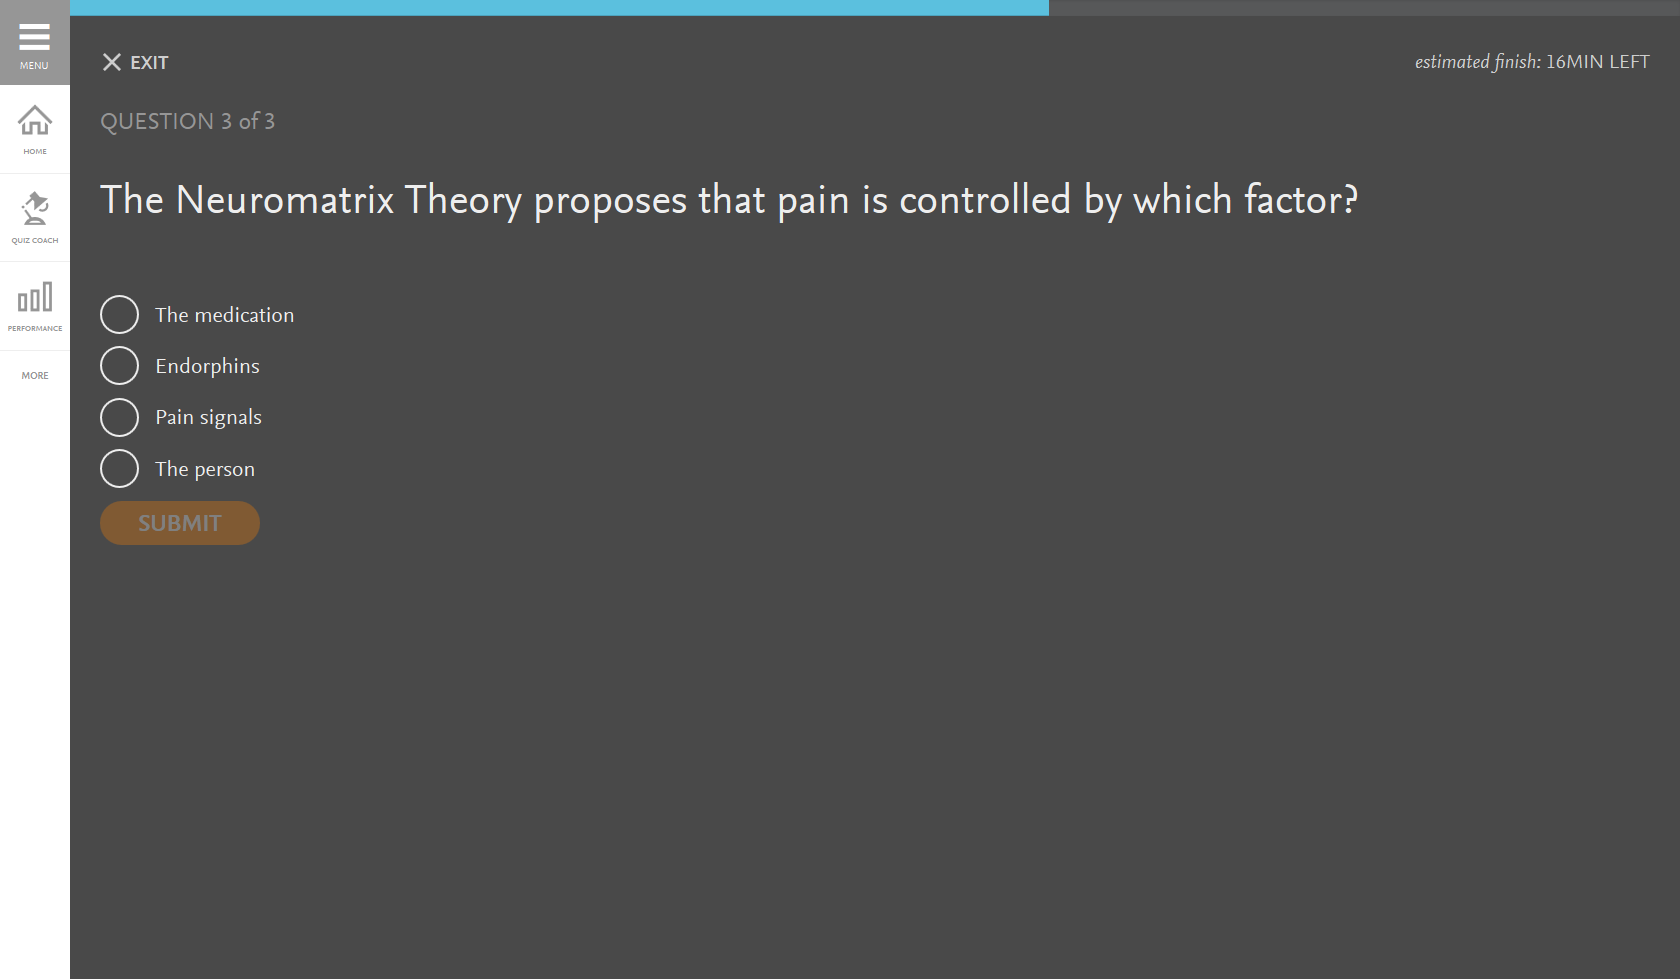 MENU
EXIT
estimated finish: 16MIN LEFT
QUESTION 3 of 3
HOME
The Neuromatrix Theory proposes that pain is controlled by which factor?
QUIZ COACH
PERFORMANCE
The medication
Endorphins
MORE
Pain signals
The person
SUBMIT